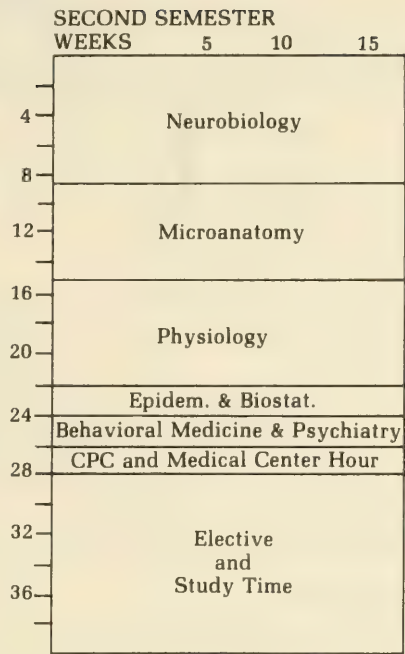 SECOND SEMESTER
WEEKS 5 10 15
4
Neurobiology
8
12
Microanatomy
16
Physiology
20
Epidem. & Biostat.
24
Behavioral Medicine & Psychiatry
CPC and Medical Center Hour
28
32
Elective
and
Study Time
36